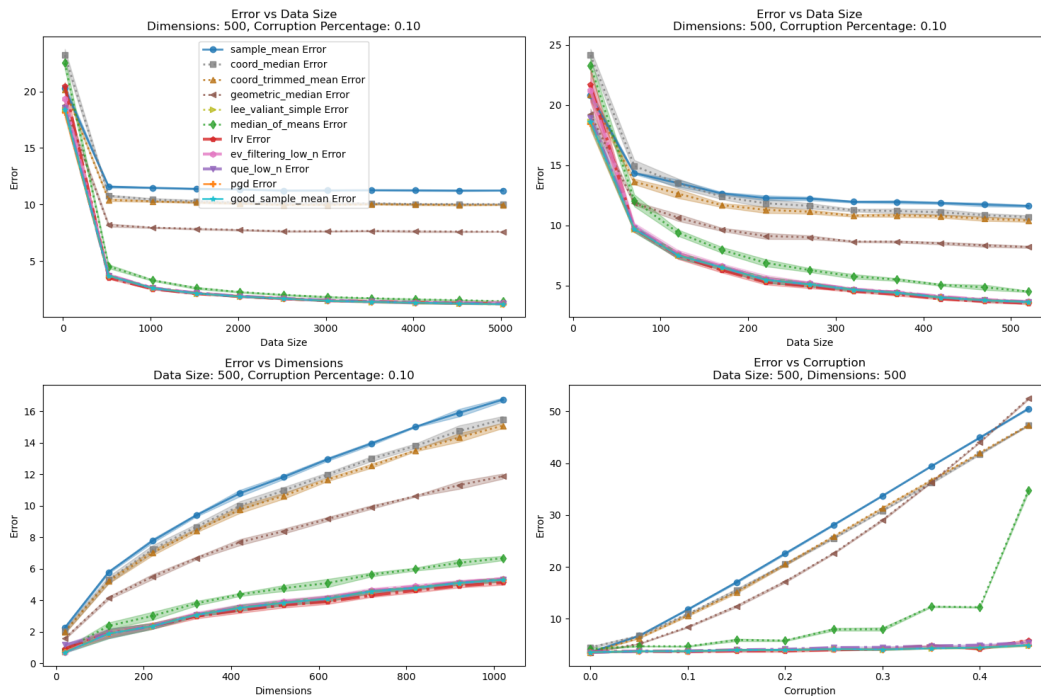 Error vs Data Size
Dimensions: 500, Corruption Percentage: 0.10
Error
20
15
10
5
sample_mean Error
coord_median Error
coord_trimmed_mean Error
geometric_median Error
lee_valiant_simple Error
median_of_means Error
lrv Error
ev_filtering_low_n Error
que_low_n Error
pgd Error
good_sample_mean Error
0
1000
2000
3000
4000
5000
Data Size
Error vs Data Size
Dimensions: 500, Corruption Percentage: 0.10
Error
25
20
15
10
5
0
100
200
300
400
500
Data Size
Error vs Dimensions
Data Size: 500, Corruption Percentage: 0.10
Error
16
14
12
10
8
6
4
2
0
0
200
400
600
800
1000
Dimensions
Error vs Corruption
Data Size: 500, Dimensions: 500
Error
50
40
30
20
10
0.0
0.1
0.2
0.3
0.4
Corruption